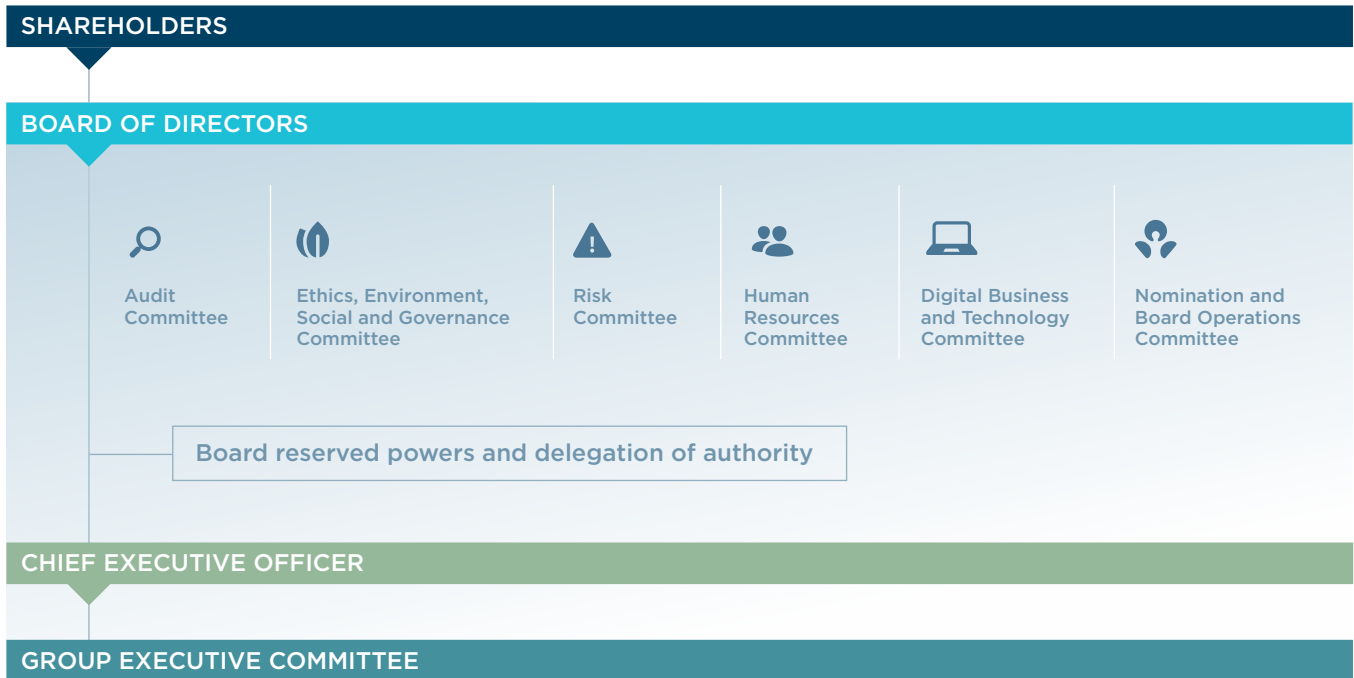 SHAREHOLDERS
BOARD OF DIRECTORS
Audit
Committee
Ethics, Environment,
Social and Governance
Committee
Risk
Committee
Human
Resources
Committee
Digital Business
and Technology
Committee
Nomination and
Board Operations
Committee
Board reserved powers and delegation of authority
CHIEF EXECUTIVE OFFICER
GROUP EXECUTIVE COMMITTEE